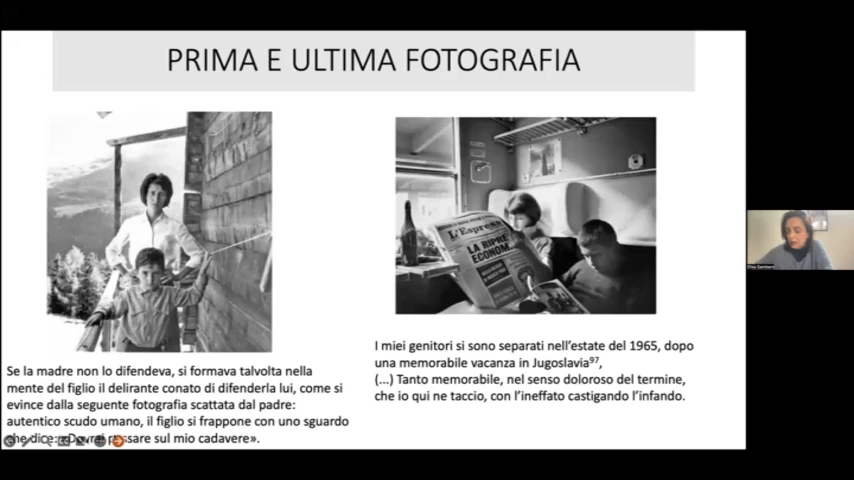 PRIMA E ULTIMA FOTOGRAFIA
L'Espresso
LA RIPRE
ECONOM
Se la madre non lo difendeva, si formava talvolta nella
mente del figlio il delirante conato di difenderla lui, come si
evince dalla seguente fotografia scattata dal padre:
autentico scudo umano, il figlio si frappone con uno sguardo
che dice: «Dovrai passare sul mio cadavere».
I miei genitori si sono separati nell'estate del 1965, dopo
una memorabile vacanza in Jugoslavia97,
(...) Tanto memorabile, nel senso doloroso del termine,
che io qui ne taccio, con l'ineffato castigando l'infando.